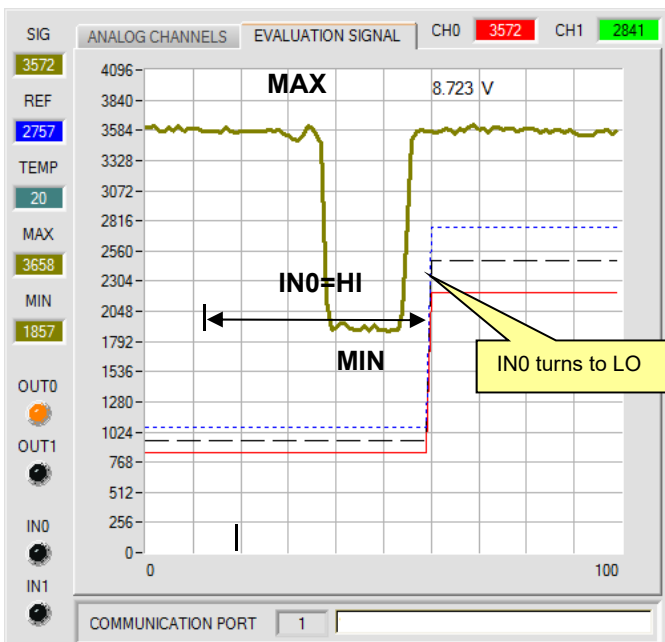 SIG
3572
REF
2757
TEMP
20
MAX
3658
MIN
1857
OUT0
OUT1
IN0
IN1
ANALOG CHANNELS
EVALUATION SIGNAL
CH0
3572
CH1
2841
4096
3840
3584
3328
3072
2816
2560
2304
2048
1792
1536
1280
1024
768
512
256
0
0
100
MAX
8.723 V
IN0=HI
MIN
IN0 turns to LO
COMMUNICATION PORT
1